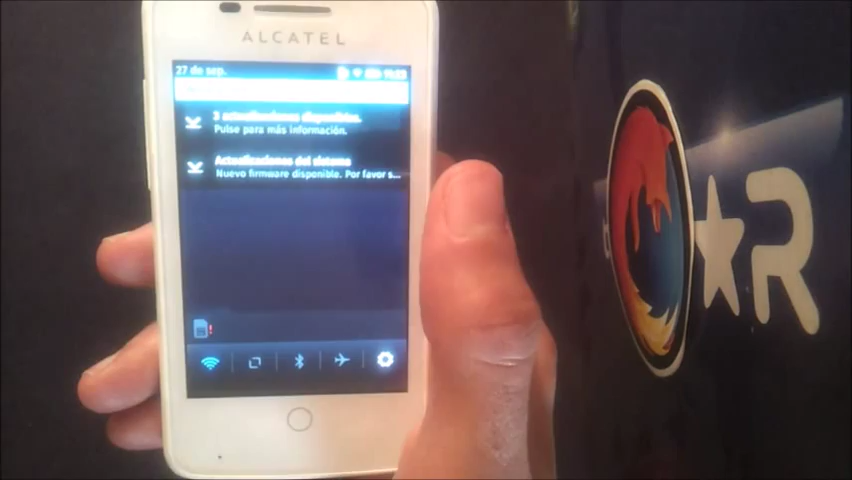 ALCATEL
27 de sep.
3 actualizaciones disponibles.
Pulse para más información.
Actualizaciones del sistema
Nuevo firmware disponible. Por favor s...
R